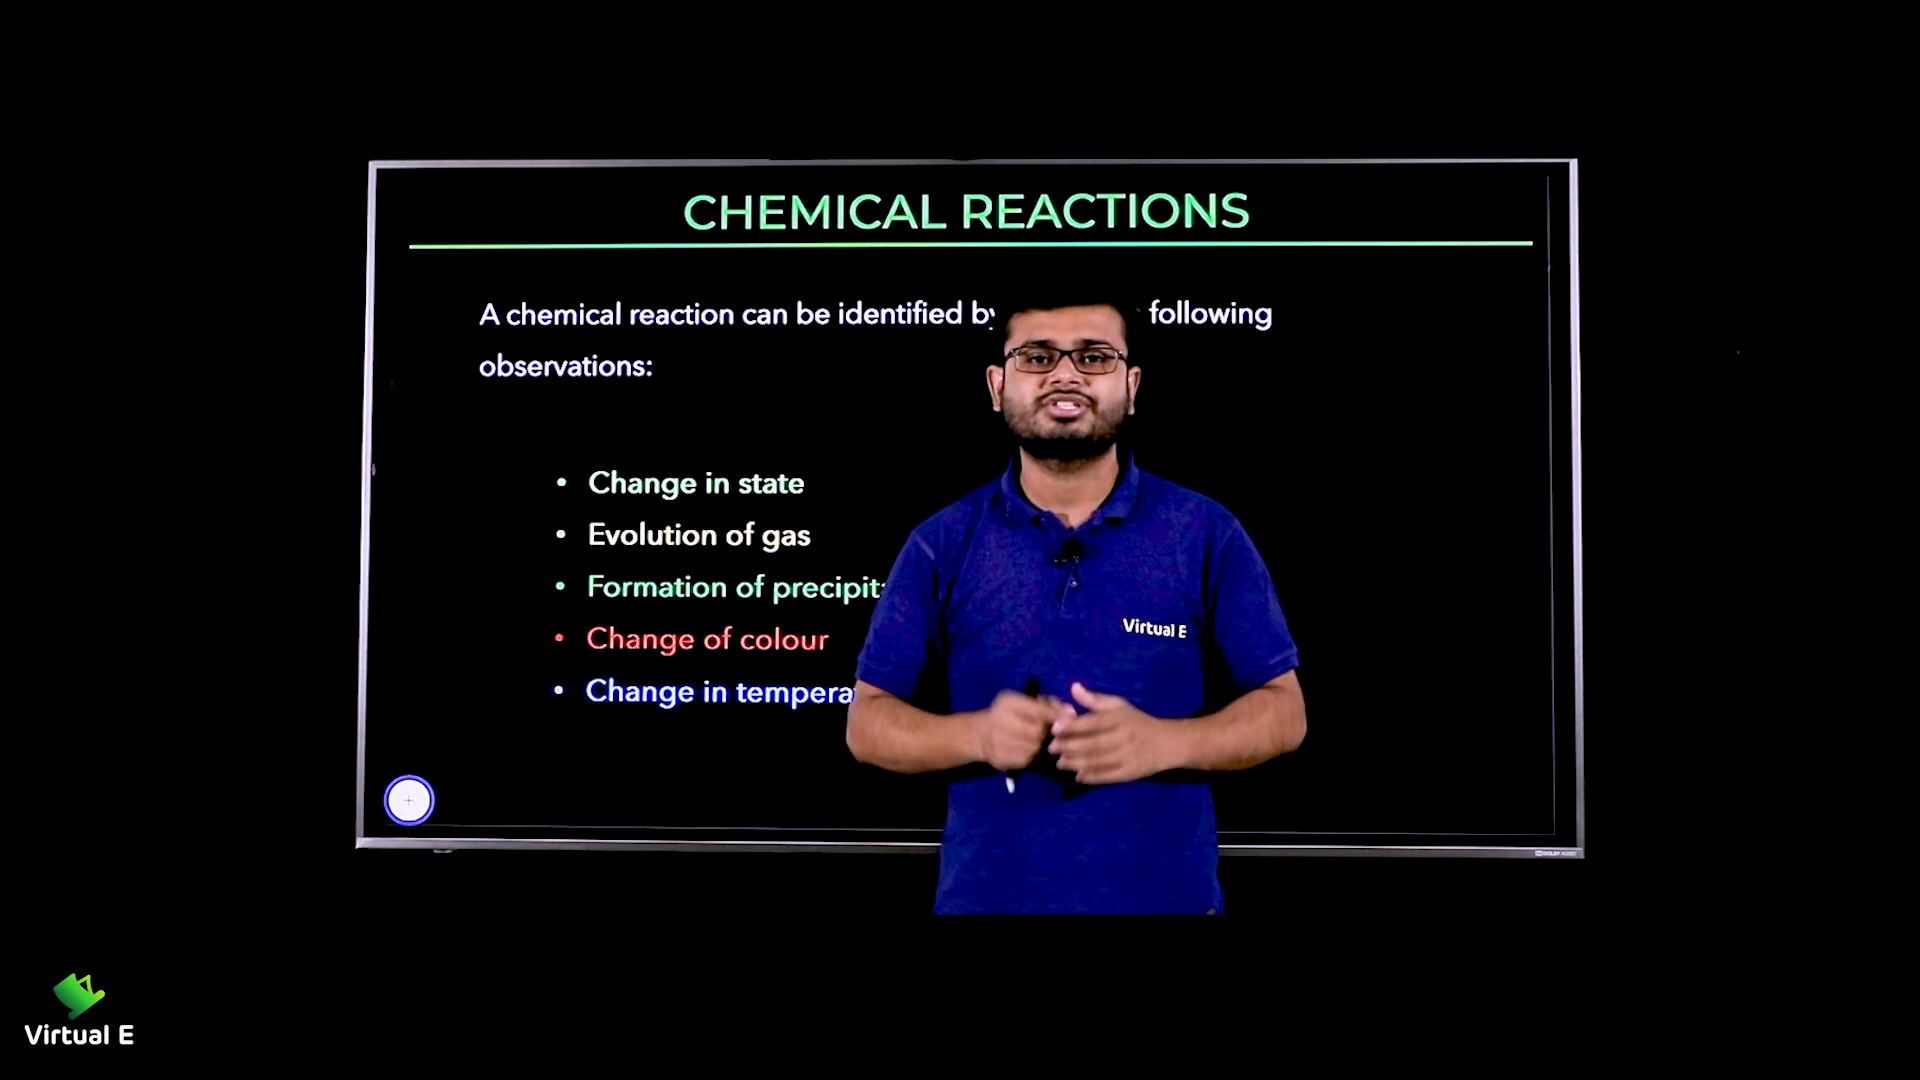 CHEMICAL REACTIONS
A chemical reaction can be identified by following
observations:
• Change in state
• Evolution of gas
• Formation of
• Change of colour
• Change in
Virtual E
Virtual E